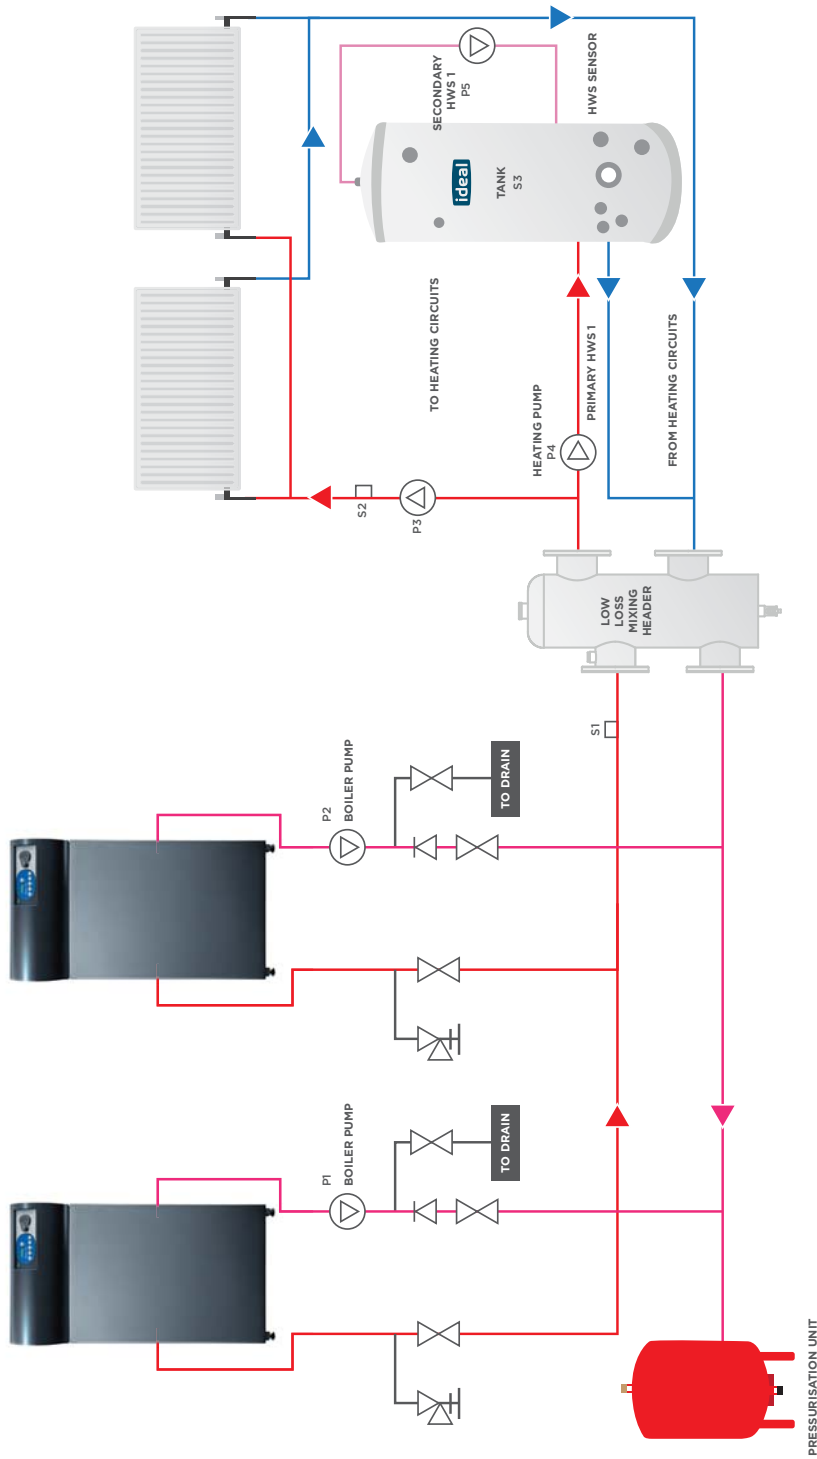 PRESSURISATION UNIT
P1
BOILER PUMP
TO DRAIN
P2
BOILER PUMP
TO DRAIN
S1
LOW
LOSS
MIXING
HEADER
P3
S2
HEATING PUMP
P4
PRIMARY HWS 1
FROM HEATING CIRCUITS
TO HEATING CIRCUITS
ideal
TANK
S3
SECONDARY
HWS 1
P5
HWS SENSOR